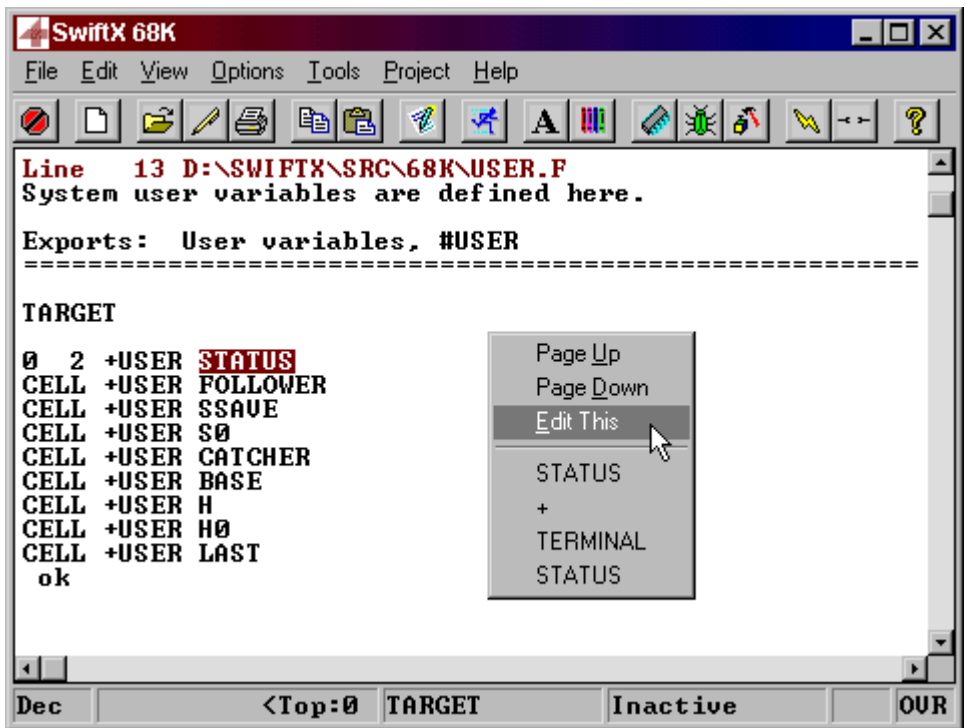 SwiftX 68K
File Edit View Options Tools Project Help
Line 13 D:\SWIFTX\SRC\68K\USER.F
System user variables are defined here.
Exports: User variables, #USER
========================================================
TARGET
0 2 +USER STATUS
CELL +USER FOLLOWER
CELL +USER SSAVE
CELL +USER S0
CELL +USER CATCHER
CELL +USER BASE
CELL +USER H
CELL +USER H0
CELL +USER LAST
ok
Page Up
Page Down
Edit This
STATUS
+
TERMINAL
STATUS
Dec <Top:0 TARGET Inactive OVR